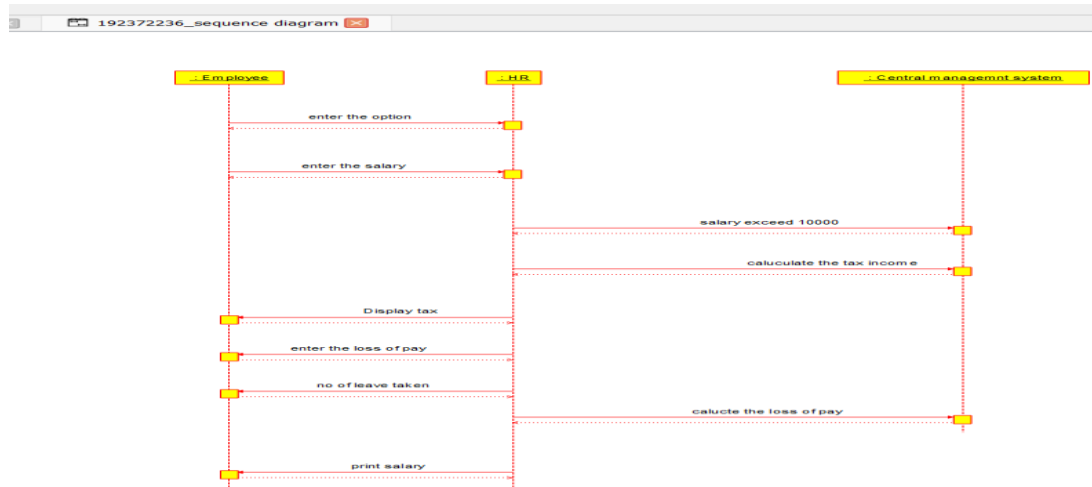 192372236_sequence diagram
_: Employee
_: HR
_: Central managemnt system
enter the option
enter the salary
salary exceed 10000
caluculate the tax income
Display tax
enter the loss of pay
no of leave taken
calucte the loss of pay
print salary